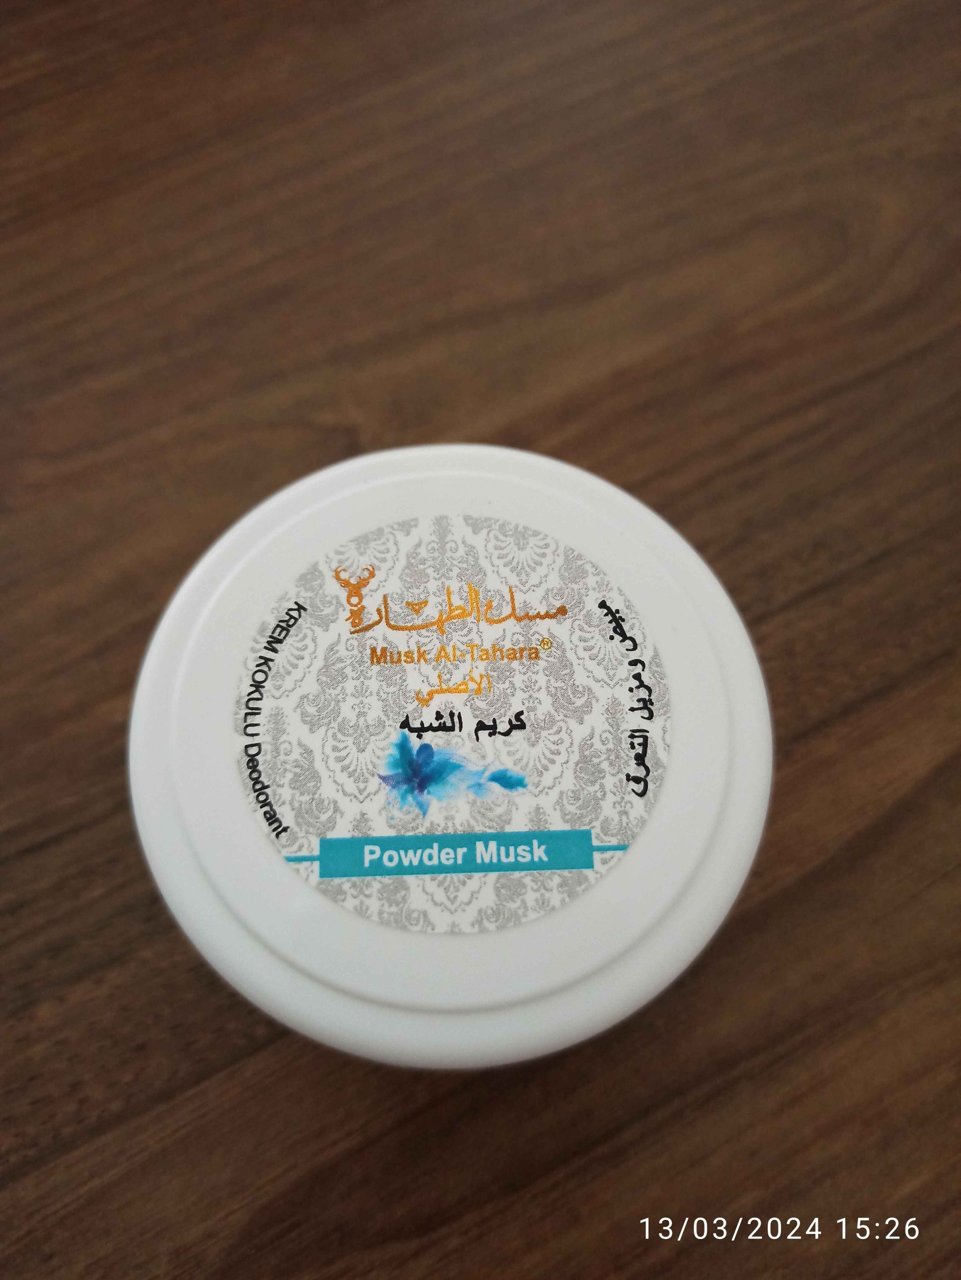 مسك الطهارة
Musk Al-Tahara®
الأصلي
كريم الشبه
KREM KOKULU Deodorant
مبيض ومزيل التعرق
Powder Musk
13/03/2024 15:26